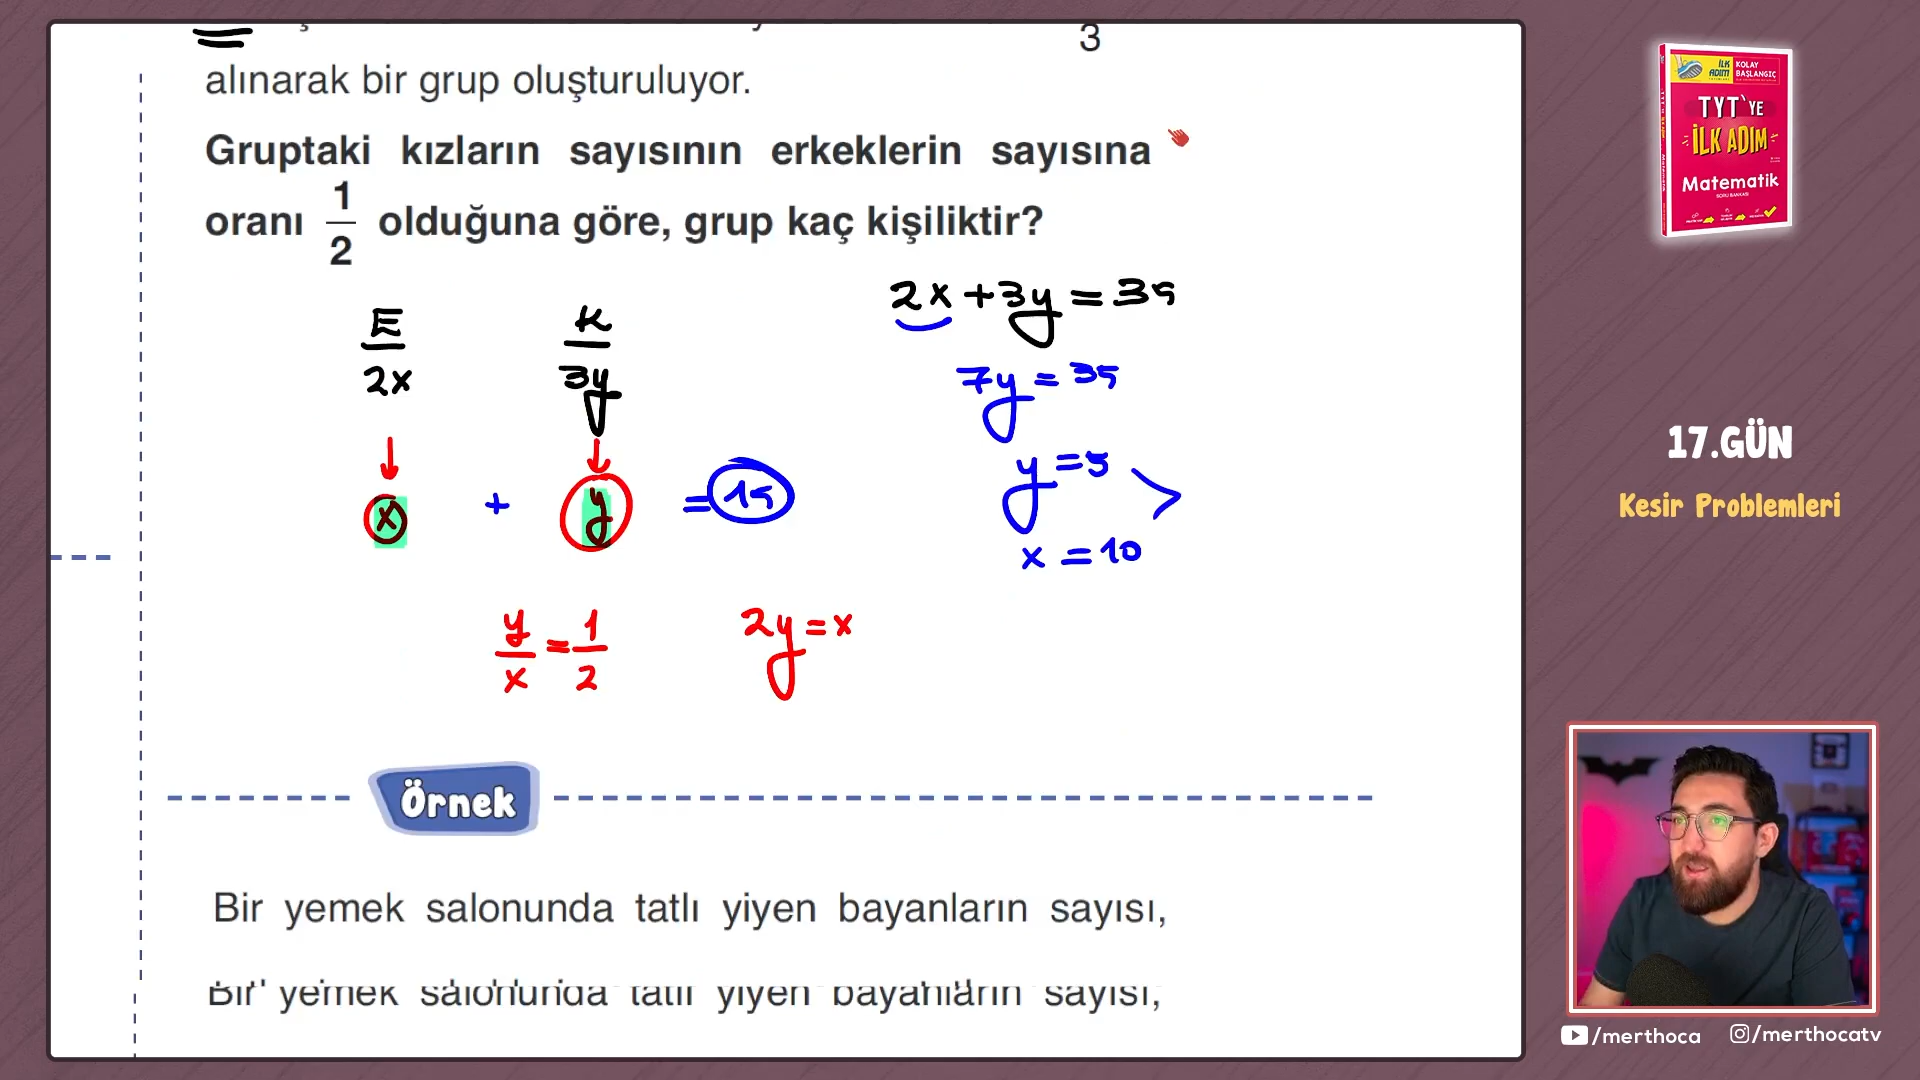 3
alınarak bir grup oluşturuluyor.
Gruptaki kızların sayısının erkeklerin sayısına
oranı 1/2 olduğuna göre, grup kaç kişiliktir?
E K
2x 3y
x + y = 15
y/x = 1/2 2y = x
2x + 3y = 35
7y = 35
y = 5
x = 10
Örnek
Bir yemek salonunda tatlı yiyen bayanların sayısı,
Bir yemek salonunda tatlı yiyen bayanların sayısı,
İLK ADIM
KOLAY BAŞLANGIÇ
TYT'YE
İLK ADIM
Matematik
SORU BANKASI
17.GÜN
Kesir Problemleri
/merthoca /merthocatv